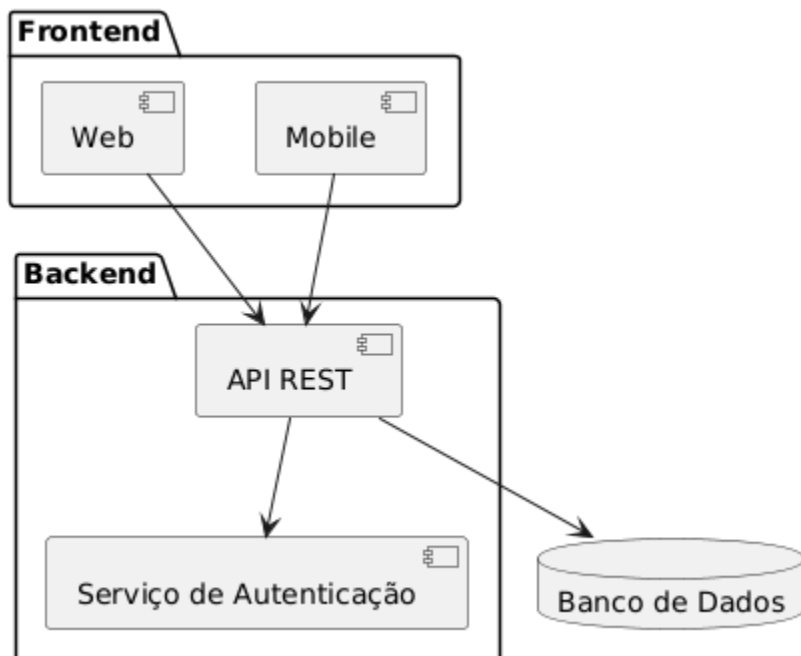 Frontend
Web
Mobile
Backend
API REST
Serviço de Autenticação
Banco de Dados